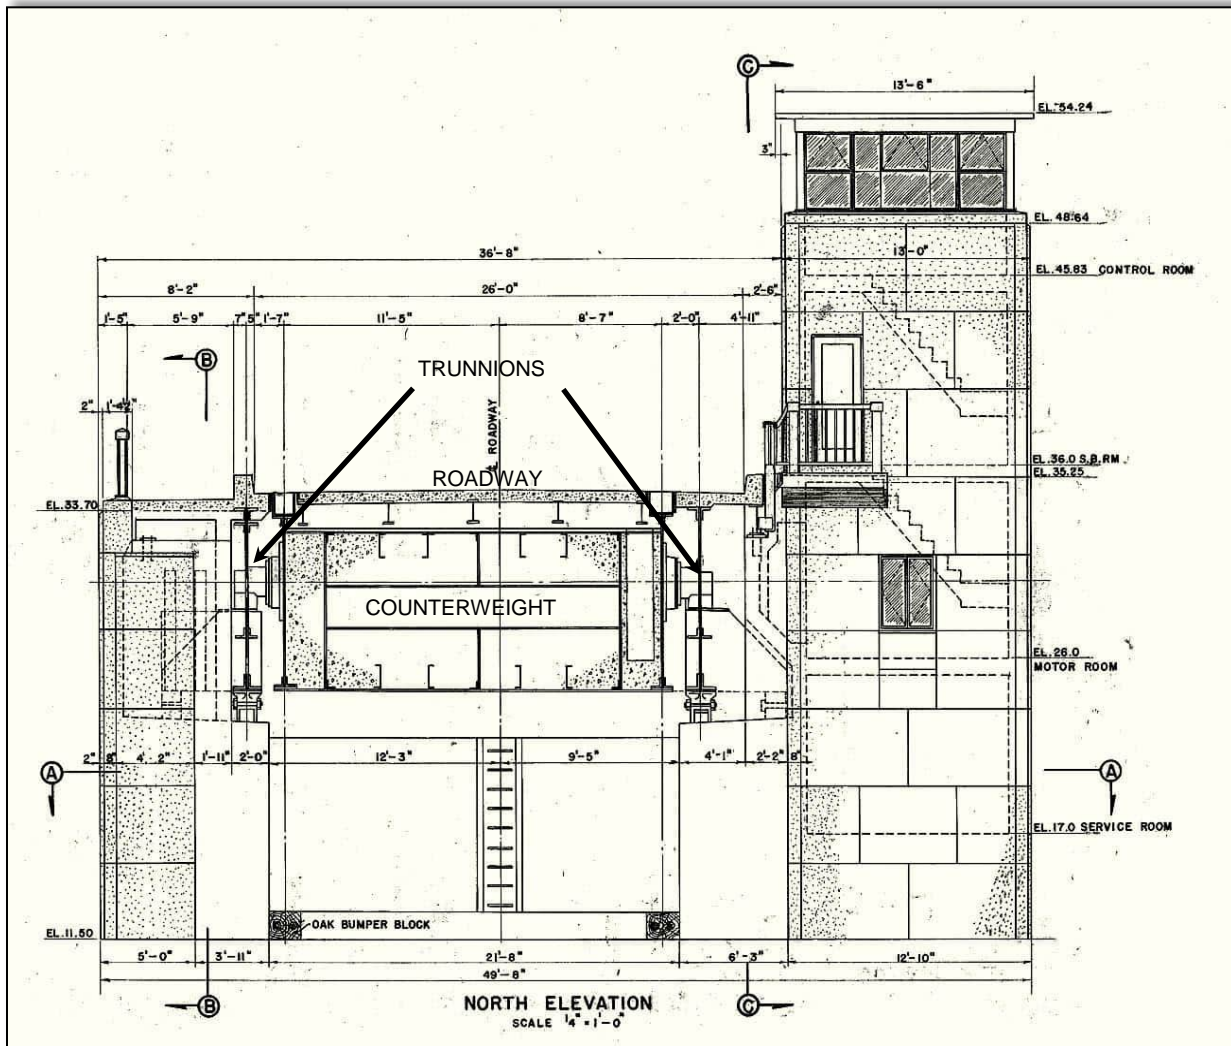 C
13'-6"
EL.54.24
3"
EL. 48.64
36'-8"
13'-0"
EL.45.83 CONTROL ROOM
8'-2"
26'-0"
2'-6"
1'-5"
5'-9"
7"
5"
1'-7"
11'-5"
8'-7"
2'-0"
4'-11"
B
TRUNNIONS
2"
℄ ROADWAY
ROADWAY
EL.36.0 S.B.RM.
EL.35.25
EL.33.70
COUNTERWEIGHT
EL.26.0
MOTOR ROOM
2"
8"
4' 2"
1'-11"
2'-0"
12'-3"
9'-5"
4'-1"
2'-2"
8"
A
A
EL.17.0 SERVICE ROOM
OAK BUMPER BLOCK
EL.11.50
5'-0"
3'-11"
21'-8"
6'-3"
12'-10"
49'-8"
B
NORTH ELEVATION
C
SCALE ¼" = 1'-0"